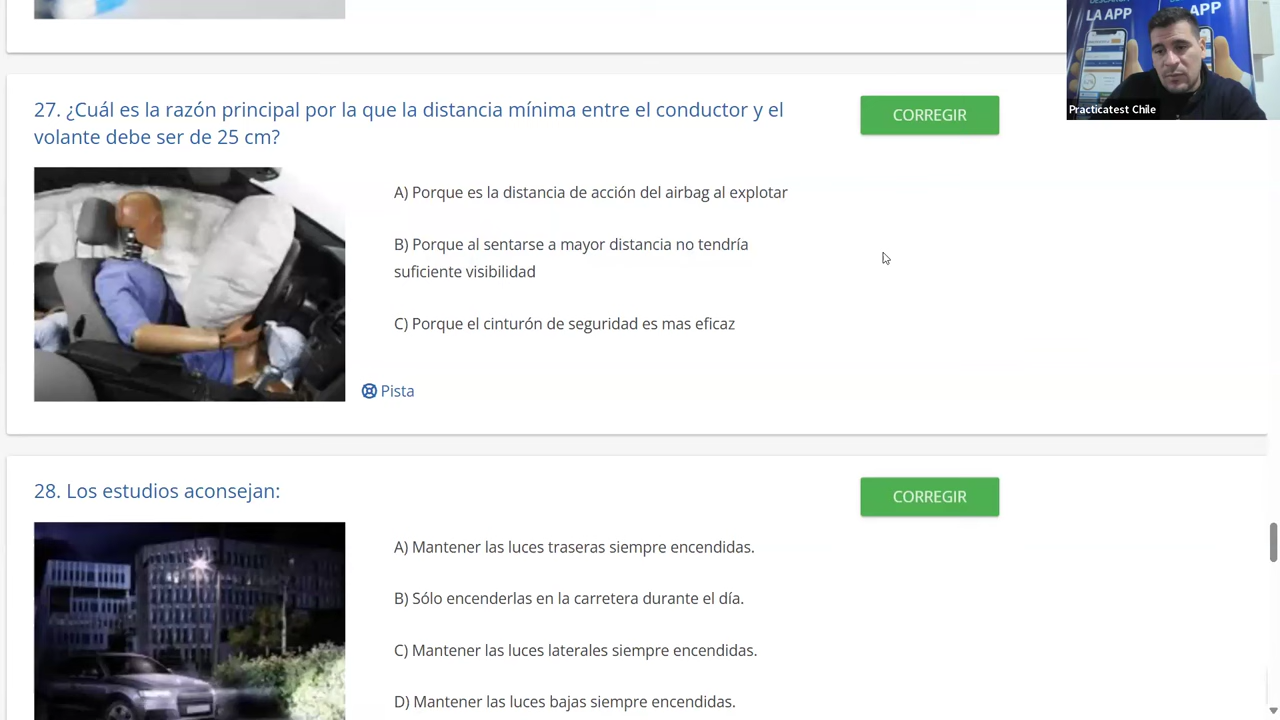 LA APP
APP
Practicatest Chile
27. ¿Cuál es la razón principal por la que la distancia mínima entre el conductor y el
volante debe ser de 25 cm?
CORREGIR
A) Porque es la distancia de acción del airbag al explotar
B) Porque al sentarse a mayor distancia no tendría
suficiente visibilidad
C) Porque el cinturón de seguridad es mas eficaz
Pista
28. Los estudios aconsejan:
CORREGIR
A) Mantener las luces traseras siempre encendidas.
B) Sólo encenderlas en la carretera durante el día.
C) Mantener las luces laterales siempre encendidas.
D) Mantener las luces bajas siempre encendidas.